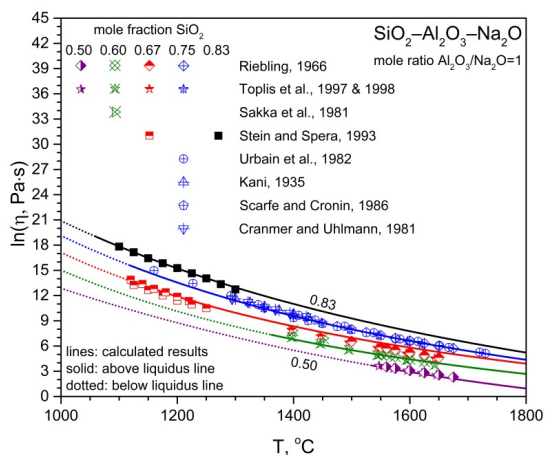 SiO₂–Al₂O₃–Na₂O
mole ratio Al₂O₃/Na₂O=1
mole fraction SiO₂
0.50 0.60 0.67 0.75 0.83
Riebling, 1966
Toplis et al., 1997 & 1998
Sakka et al. 1981
Stein and Spera, 1993
Urbain et al., 1982
Kani, 1935
Scarfe and Cronin, 1986
Cranmer and Uhlmann, 1981
0.83
0.50
lines: calculated results
solid: above liquidus line
dotted: below liquidus line
ln(η, Pa·s)
45
42
39
36
33
30
27
24
21
18
15
12
9
6
3
0
1000 1200 1400 1600 1800
T, °C